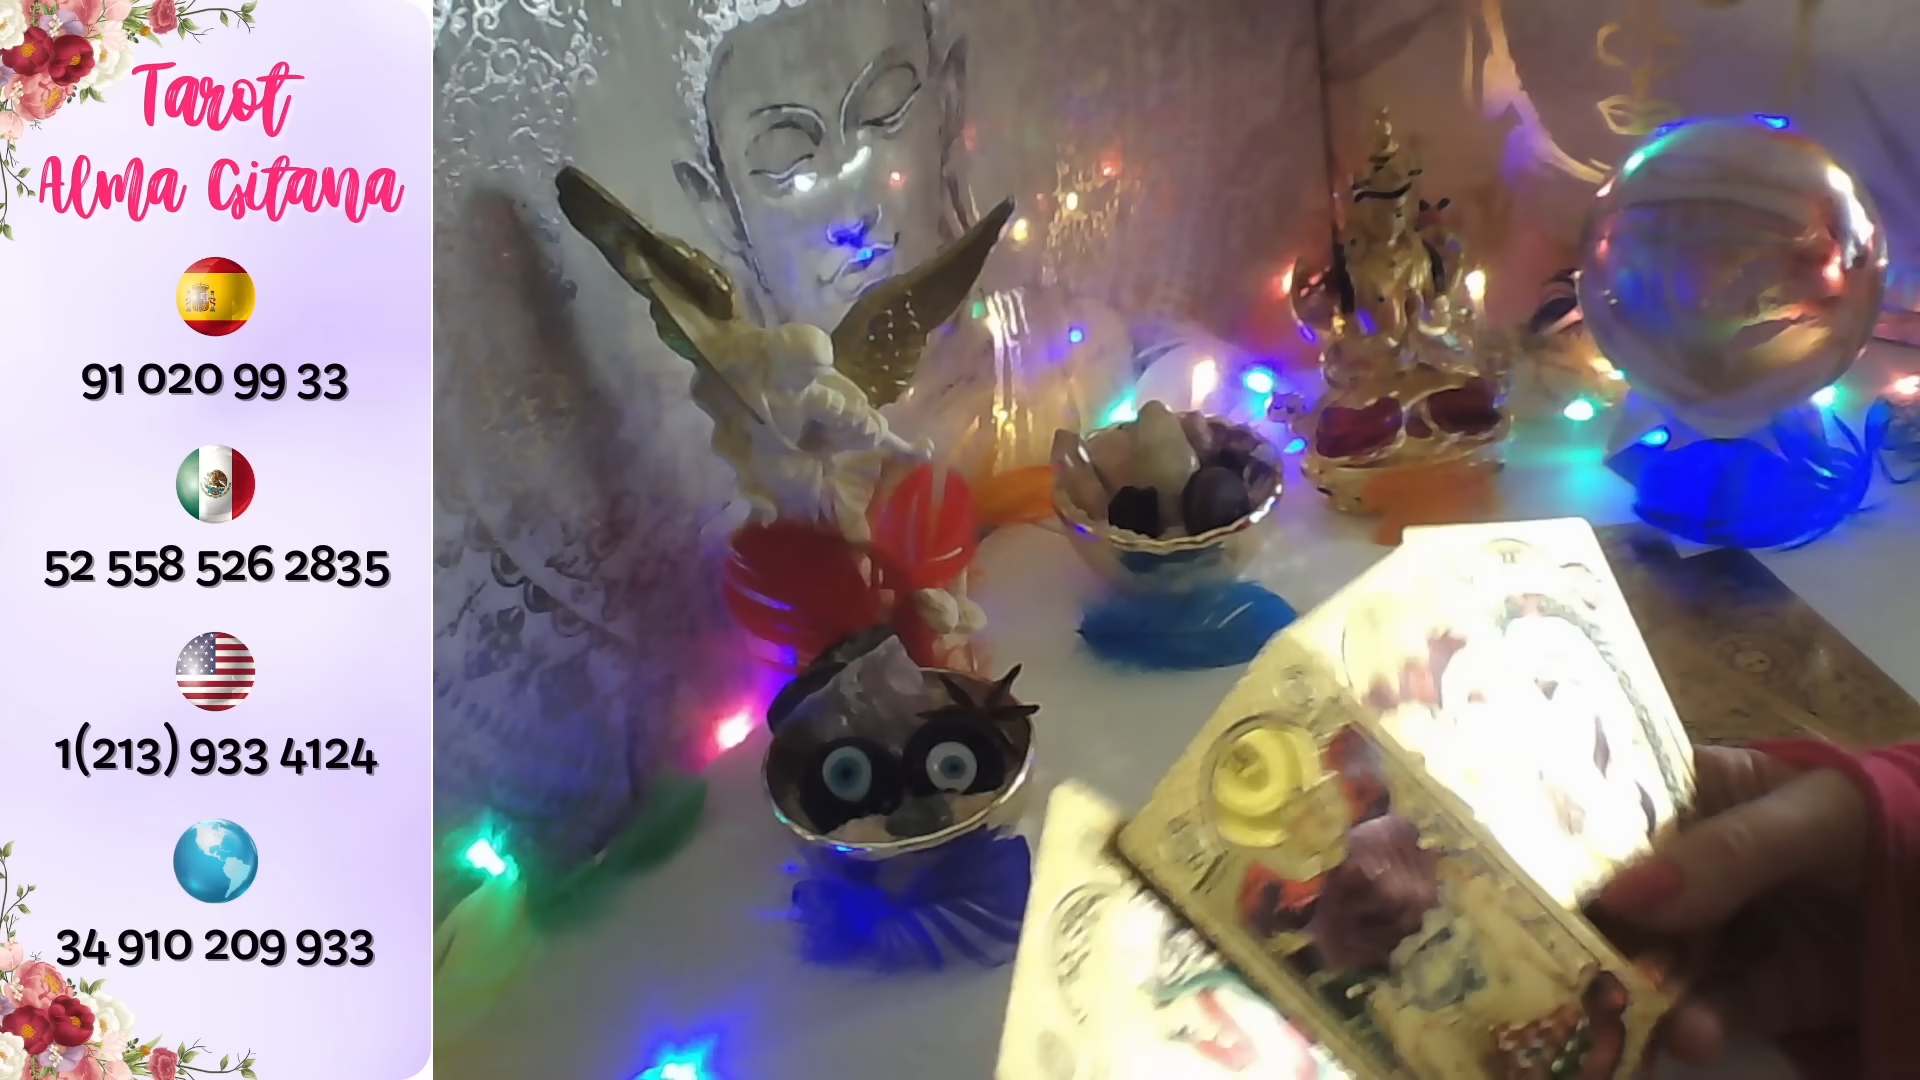 Tarot
Alma Gitana
91 020 99 33
52 558 526 2835
1(213) 933 4124
34 910 209 933